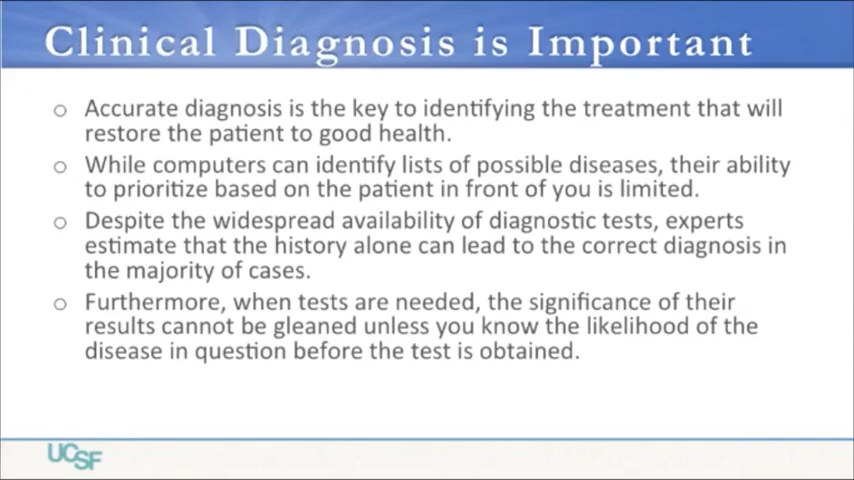 Clinical Diagnosis is Important
○ Accurate diagnosis is the key to identifying the treatment that will
restore the patient to good health.
○ While computers can identify lists of possible diseases, their ability
to prioritize based on the patient in front of you is limited.
○ Despite the widespread availability of diagnostic tests, experts
estimate that the history alone can lead to the correct diagnosis in
the majority of cases.
○ Furthermore, when tests are needed, the significance of their
results cannot be gleaned unless you know the likelihood of the
disease in question before the test is obtained.
UCSF